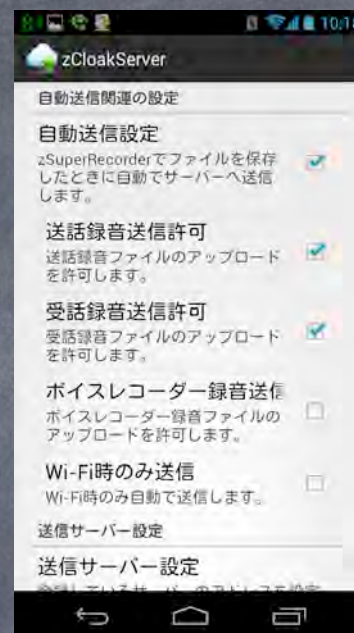 10:18
zCloakServer
自動送信関連の設定
自動送信設定
zSuperRecorderでファイルを保存
したときに自動でサーバーへ送信
します。
送話録音送信許可
送話録音ファイルのアップロード
を許可します。
受話録音送信許可
受話録音ファイルのアップロード
を許可します。
ボイスレコーダー録音送信
ボイスレコーダー録音ファイルの
アップロードを許可します。
Wi-Fi時のみ送信
Wi-Fi時のみ自動で送信します。
送信サーバー設定
送信サーバー設定